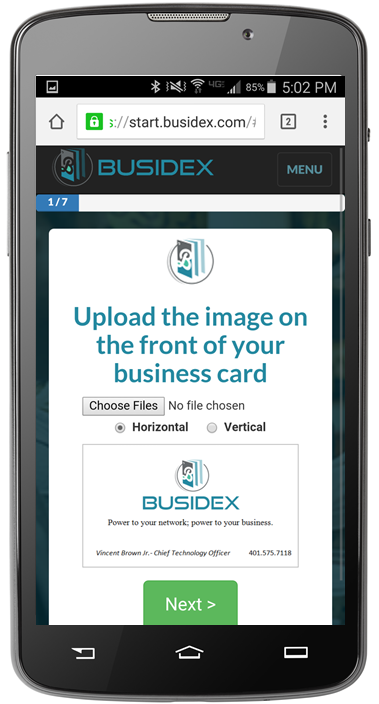 4G 85% 5:02 PM
s://start.busidex.com/# 2
BUSIDEX MENU
1 / 7
Upload the image on
the front of your
business card
Choose Files No file chosen
Horizontal Vertical
BUSIDEX
Power to your network; power to your business.
Vincent Brown Jr.- Chief Technology Officer 401.575.7118
Next >